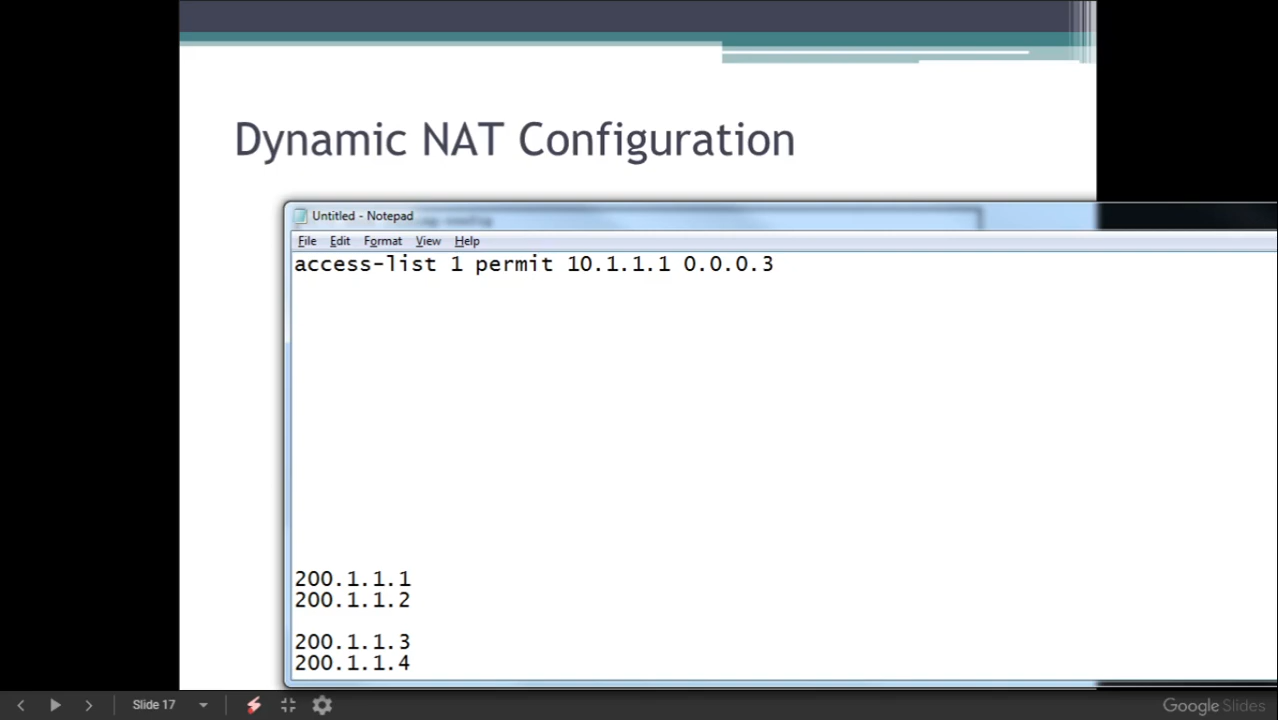 Dynamic NAT Configuration
Untitled - Notepad
File Edit Format View Help
access-list 1 permit 10.1.1.1 0.0.0.3
200.1.1.1
200.1.1.2
200.1.1.3
200.1.1.4
Slide 17
Google Slides